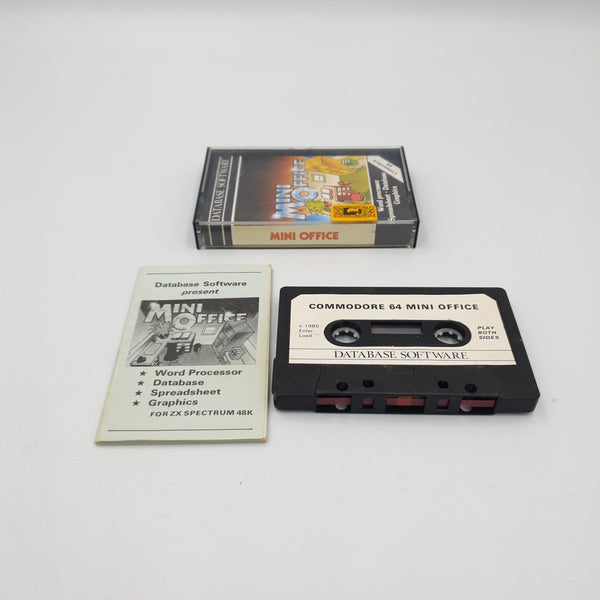 DATABASE SOFTWARE
MINI
OFFICE
Word processor
Spreadsheet · Database
Graphics
MINI OFFICE
Database Software
present
MINI
OFFICE
★ Word Processor
★ Database
★ Spreadsheet
★ Graphics
FOR ZX SPECTRUM 48K
COMMODORE 64 MINI OFFICE
© 1985
Enter
Load
PLAY
BOTH
SIDES
DATABASE SOFTWARE